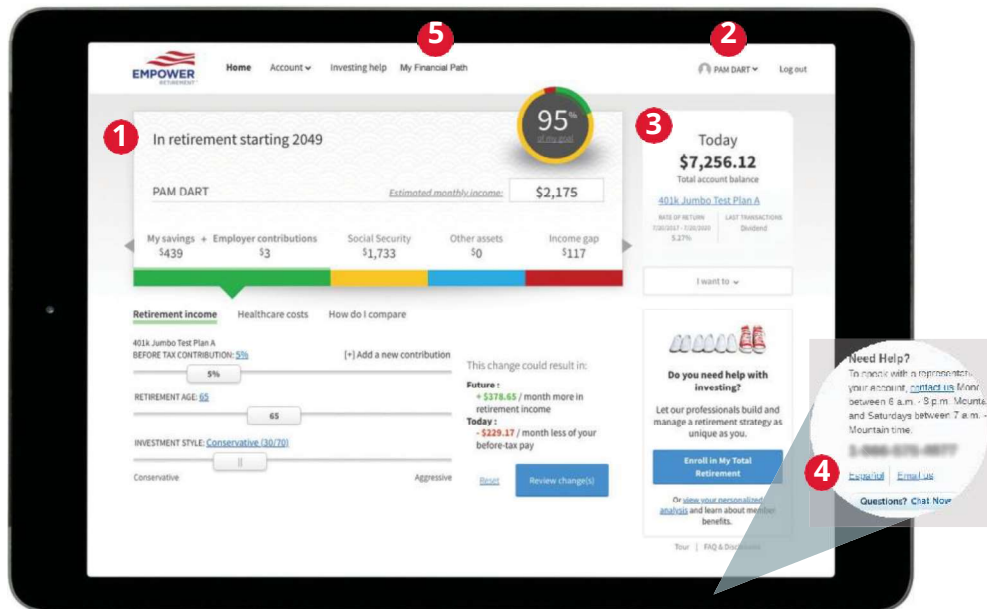 5
2
EMPOWER
RETIREMENT
Home Account Investing help My Financial Path
PAM DART Log out
1
In retirement starting 2049
95%
of my goal
PAM DART Estimated monthly income: $2,175
My savings + Employer contributions Social Security Other assets Income gap
$439 $3 $1,733 $0 $117
3
Today
$7,256.12
Total account balance
401k Jumbo Test Plan A
RATE OF RETURN LAST TRANSACTIONS
Dividend
5.27%
I want to
Retirement income Healthcare costs How do I compare
401k Jumbo Test Plan A
BEFORE TAX CONTRIBUTION: 5% [+] Add a new contribution
5%
RETIREMENT AGE: 65
65
INVESTMENT STYLE: Conservative (30/70)
Conservative Aggressive
This change could result in:
Future :
+ $378.65 / month more in
retirement income
Today :
- $229.17 / month less of your
before-tax pay
Reset Review change(s)
Do you need help with
investing?
Let our professionals build and
manage a retirement strategy as
unique as you.
Enroll in My Total
Retirement
Or view your personalized
analysis and learn about member
benefits.
Tour | FAQ &
Need Help?
To speak with a
your account, contact us
between 6 a.m. - 8 p.m.
and Saturdays between 7 a.m. -
Mountain time.
4
Español Email us
Questions? Chat Now